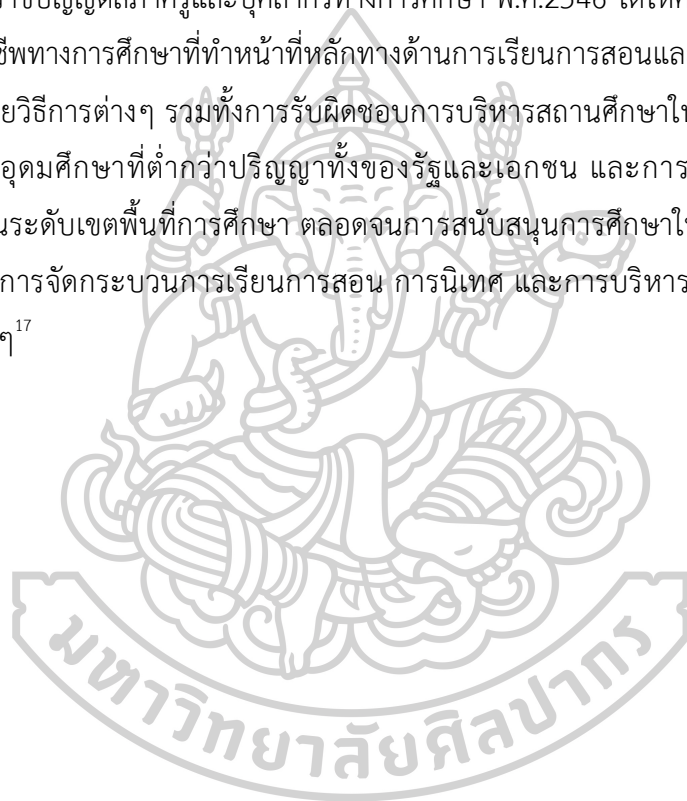 ราชบัญญัติสภาครูและบุคลากรทางการศึกษา พ.ศ.2546
ชีพทางการศึกษาที่ทำหน้าที่หลักทางด้านการเรียนการสอนและ
ยวิธีการต่างๆ รวมทั้งการรับผิดชอบการบริหารสถานศึกษาใน
อุดมศึกษาที่ต่ำกว่าปริญญาทั้งของรัฐและเอกชน และการ
นระดับเขตพื้นที่การศึกษา ตลอดจนการสนับสนุนการศึกษาให้
การจัดกระบวนการเรียนการสอน การนิเทศ และการบริหาร
ๆ17
มหาวิทยาลัยศิลปากร